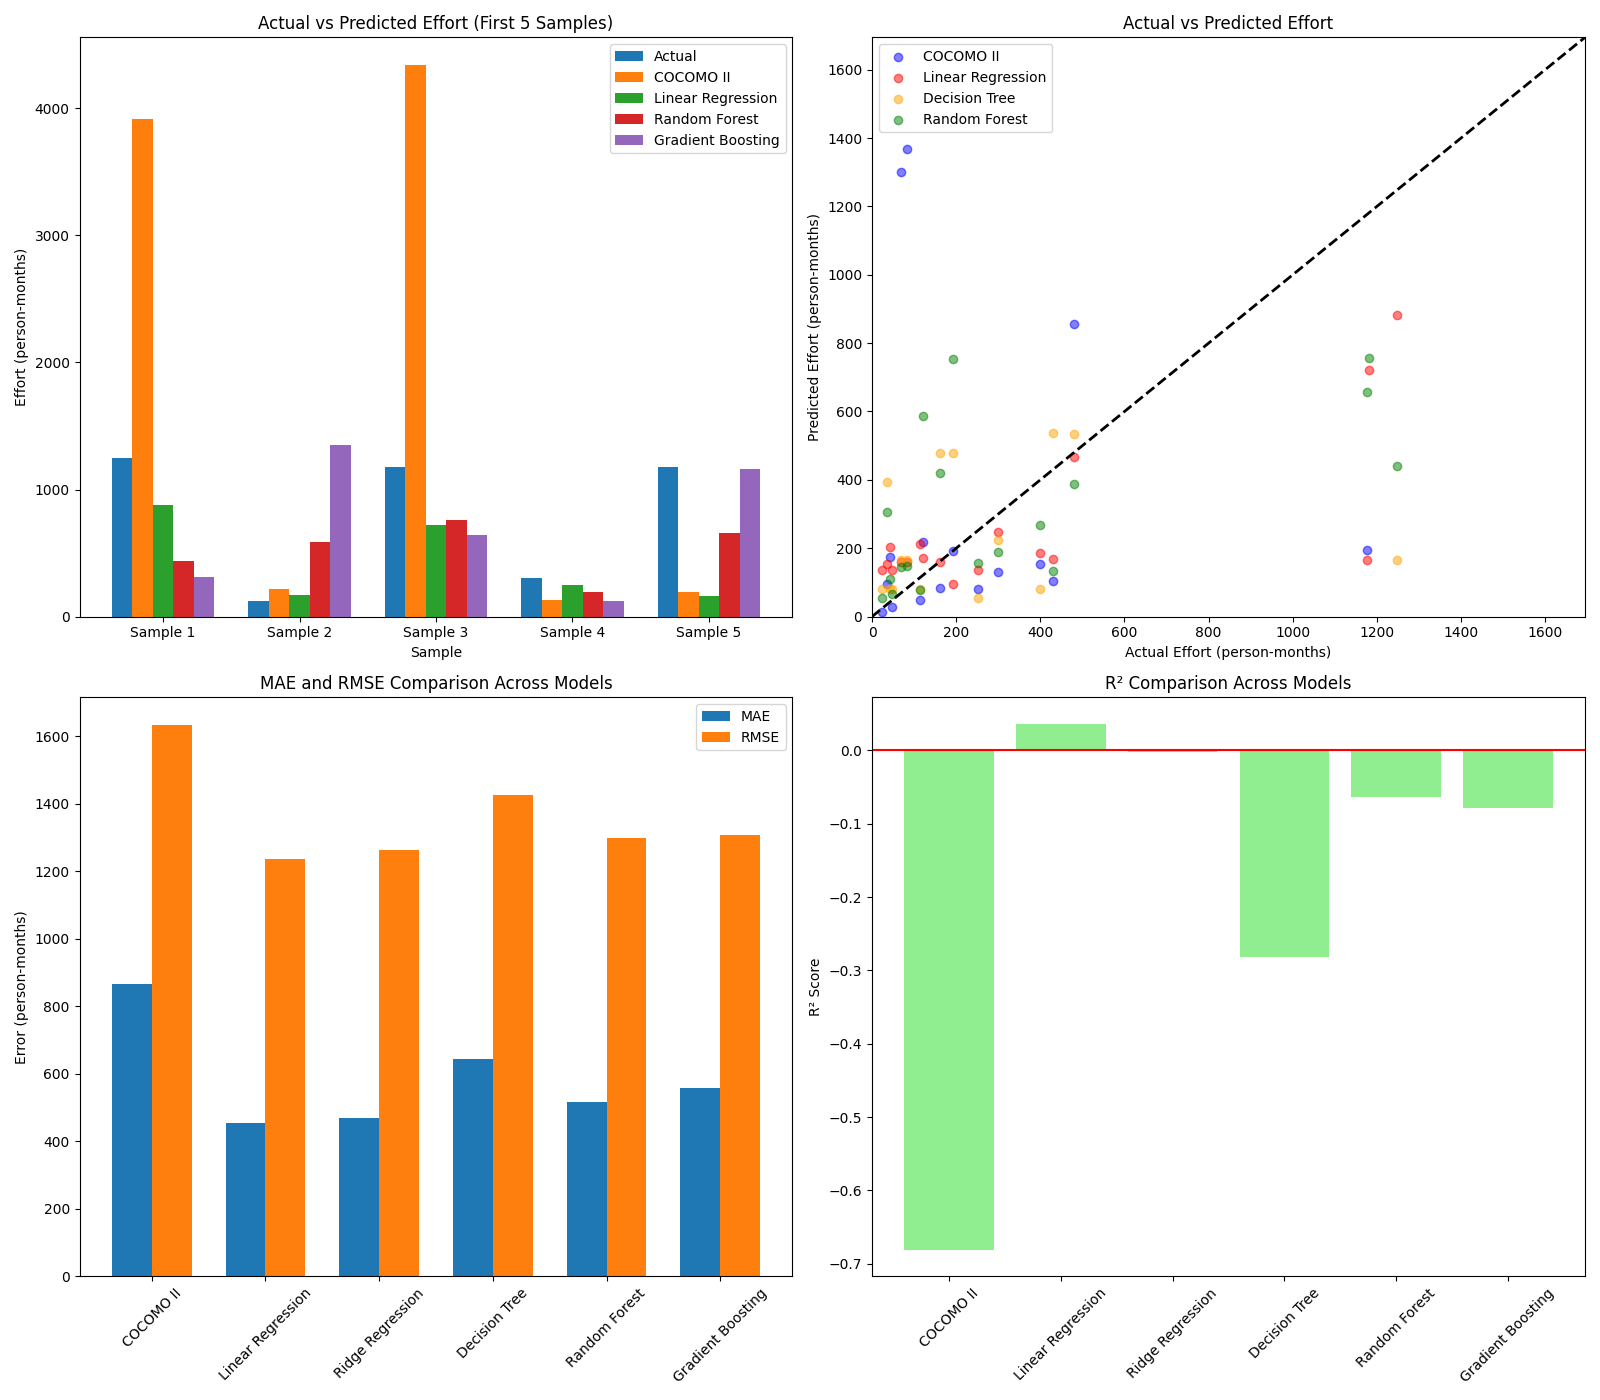 Actual vs Predicted Effort (First 5 Samples)
Effort (person-months)
4000
3000
2000
1000
0
Actual
COCOMO II
Linear Regression
Random Forest
Gradient Boosting
Sample 1 Sample 2 Sample 3 Sample 4 Sample 5
Sample
Actual vs Predicted Effort
Predicted Effort (person-months)
1600
1400
1200
1000
800
600
400
200
0
COCOMO II
Linear Regression
Decision Tree
Random Forest
0 200 400 600 800 1000 1200 1400 1600
Actual Effort (person-months)
MAE and RMSE Comparison Across Models
Error (person-months)
1600
1400
1200
1000
800
600
400
200
0
MAE
RMSE
COCOMO II
Linear Regression
Ridge Regression
Decision Tree
Random Forest
Gradient Boosting
R² Comparison Across Models
R² Score
0.0
−0.1
−0.2
−0.3
−0.4
−0.5
−0.6
−0.7
COCOMO II
Linear Regression
Ridge Regression
Decision Tree
Random Forest
Gradient Boosting